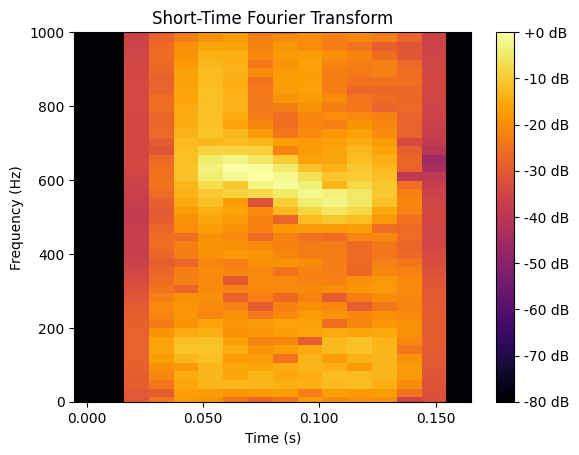 Short-Time Fourier Transform
1000
800
600
400
200
0
Frequency (Hz)
0.000
0.050
0.100
0.150
Time (s)
+0 dB
-10 dB
-20 dB
-30 dB
-40 dB
-50 dB
-60 dB
-70 dB
-80 dB